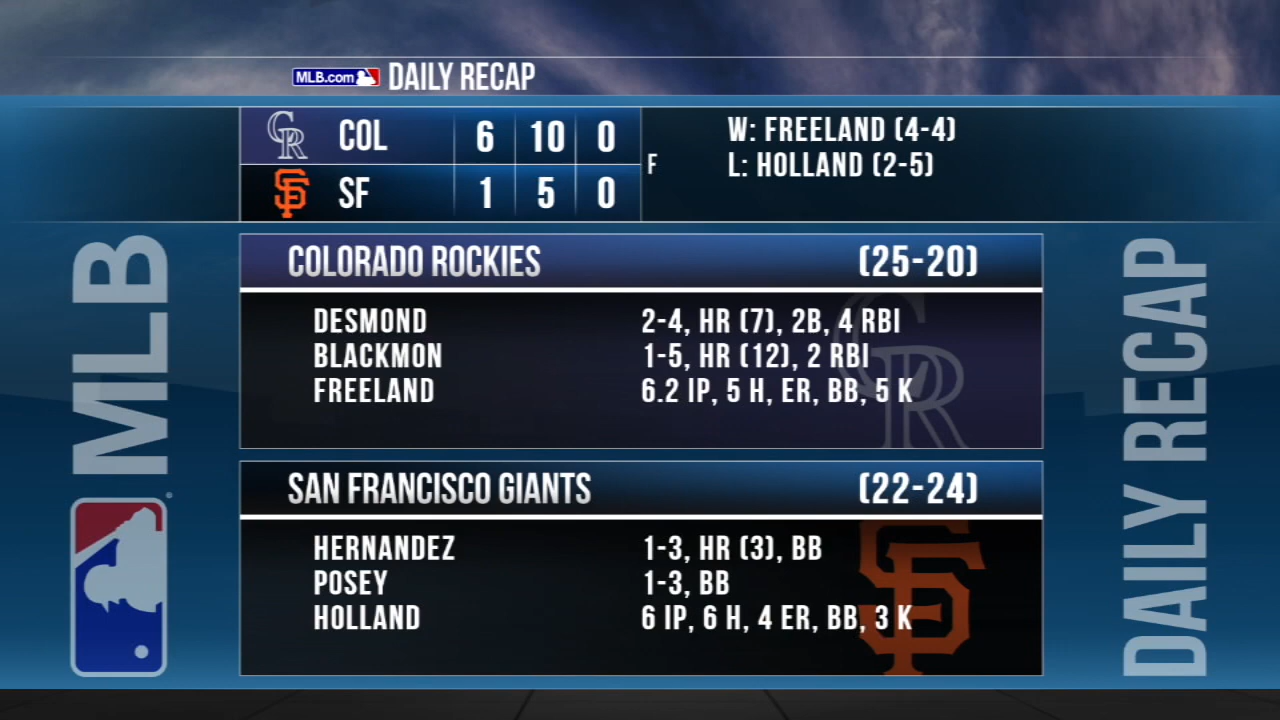 MLB.com DAILY RECAP
COL 6 10 0
SF 1 5 0
F
W: FREELAND (4-4)
L: HOLLAND (2-5)
COLORADO ROCKIES (25-20)
DESMOND 2-4, HR (7), 2B, 4 RBI
BLACKMON 1-5, HR (12), 2 RBI
FREELAND 6.2 IP, 5 H, ER, BB, 5 K
SAN FRANCISCO GIANTS (22-24)
HERNANDEZ 1-3, HR (3), BB
POSEY 1-3, BB
HOLLAND 6 IP, 6 H, 4 ER, BB, 3 K
MLB
DAILY RECAP